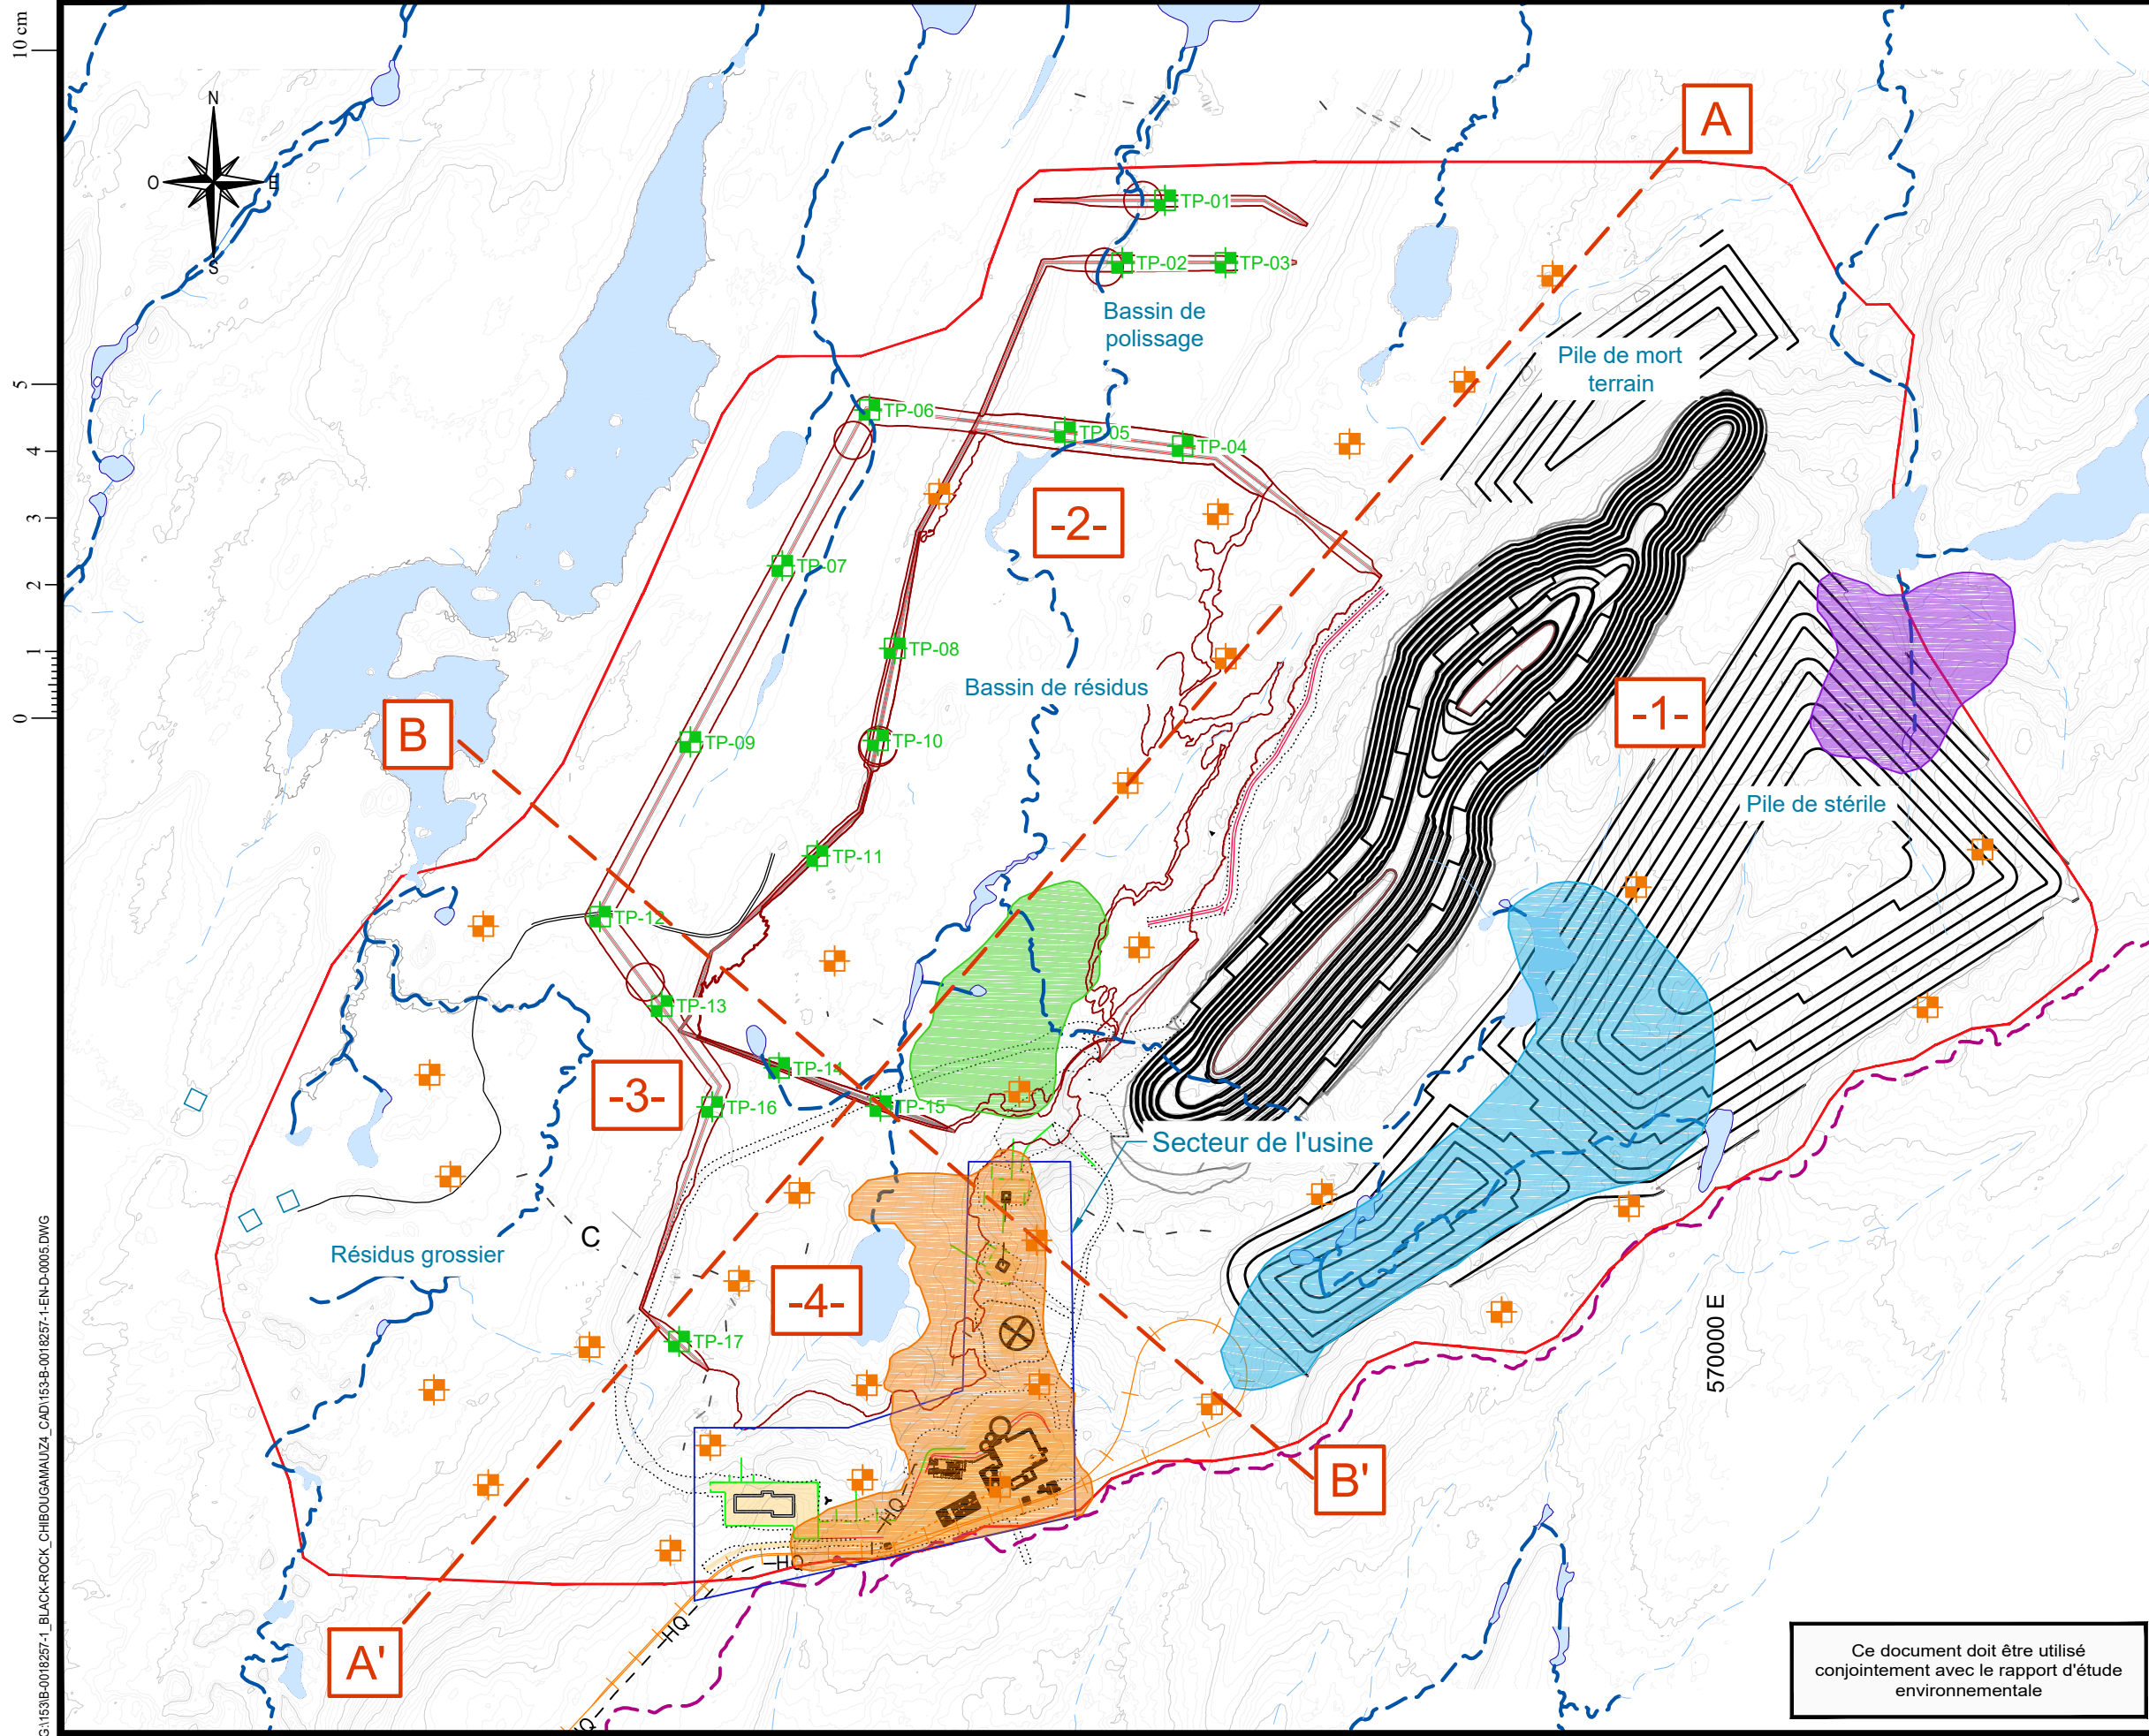 10 cm
5
4
3
2
1
0
N
O
E
S
A
TP-01
TP-02
TP-03
Bassin de
polissage
Pile de mort
terrain
TP-06
TP-05
TP-04
-2-
TP-07
TP-08
Bassin de résidus
-1-
B
TP-09
TP-10
Pile de stérile
TP-11
TP-12
TP-13
-3-
TP-16
TP-15
Secteur de l'usine
C
Résidus grossier
-4-
TP-17
570000 E
B'
HQ
HQ
HQ
A'
Ce document doit être utilisé
conjointement avec le rapport d'étude
environnementale
G:\153\B-0018257-1_BLACK-ROCK_CHIBOUGAMAU\Z4_CAD\153-B-0018257-1-EN-D-0005.DWG